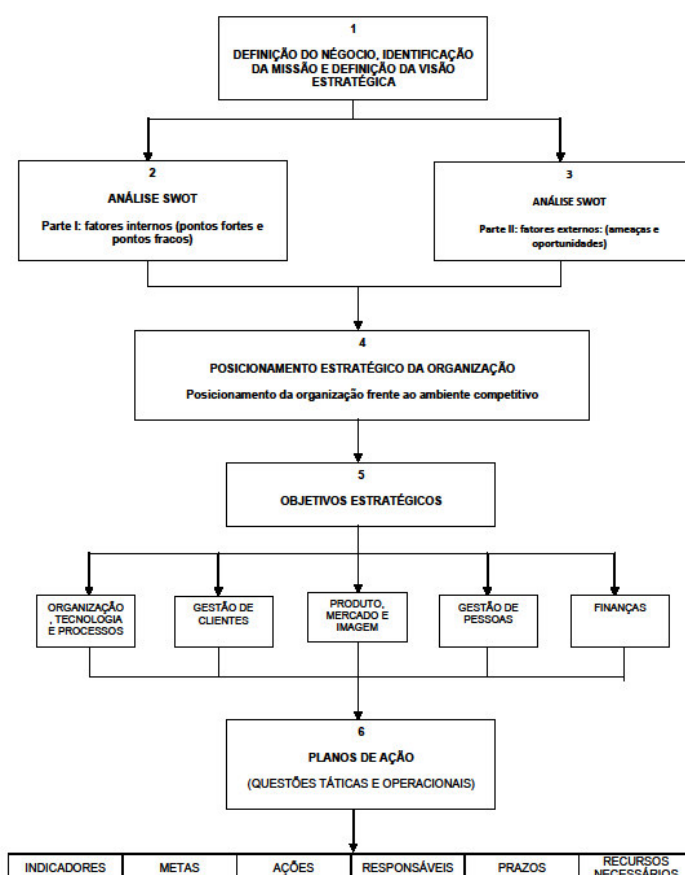 1
DEFINIÇÃO DO NÉGOCIO, IDENTIFICAÇÃO
DA MISSÃO E DEFINIÇÃO DA VISÃO
ESTRATÉGICA
2
ANÁLISE SWOT
Parte I: fatores internos (pontos fortes e
pontos fracos)
3
ANÁLISE SWOT
Parte II: fatores externos: (ameaças e
oportunidades)
4
POSICIONAMENTO ESTRATÉGICO DA ORGANIZAÇÃO
Posicionamento da organização frente ao ambiente competitivo
5
OBJETIVOS ESTRATÉGICOS
ORGANIZAÇÃO
, TECNOLOGIA
E PROCESSOS
GESTÃO DE
CLIENTES
PRODUTO,
MERCADO E
IMAGEM
GESTÃO DE
PESSOAS
FINANÇAS
6
PLANOS DE AÇÃO
(QUESTÕES TÁTICAS E OPERACIONAIS)
INDICADORES
METAS
AÇÕES
RESPONSÁVEIS
PRAZOS
RECURSOS
NECESSÁRIOS